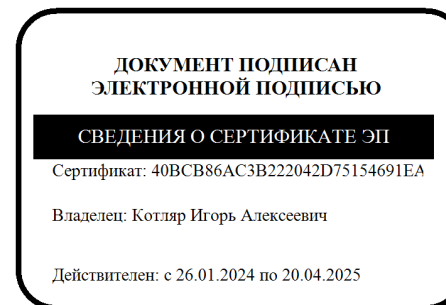 ДОКУМЕНТ ПОДПИСАН
ЭЛЕКТРОННОЙ ПОДПИСЬЮ
СВЕДЕНИЯ О СЕРТИФИКАТЕ ЭП
Сертификат: 40BCB86AC3B222042D75154691EA
Владелец: Котляр Игорь Алексеевич
Действителен: с 26.01.2024 по 20.04.2025